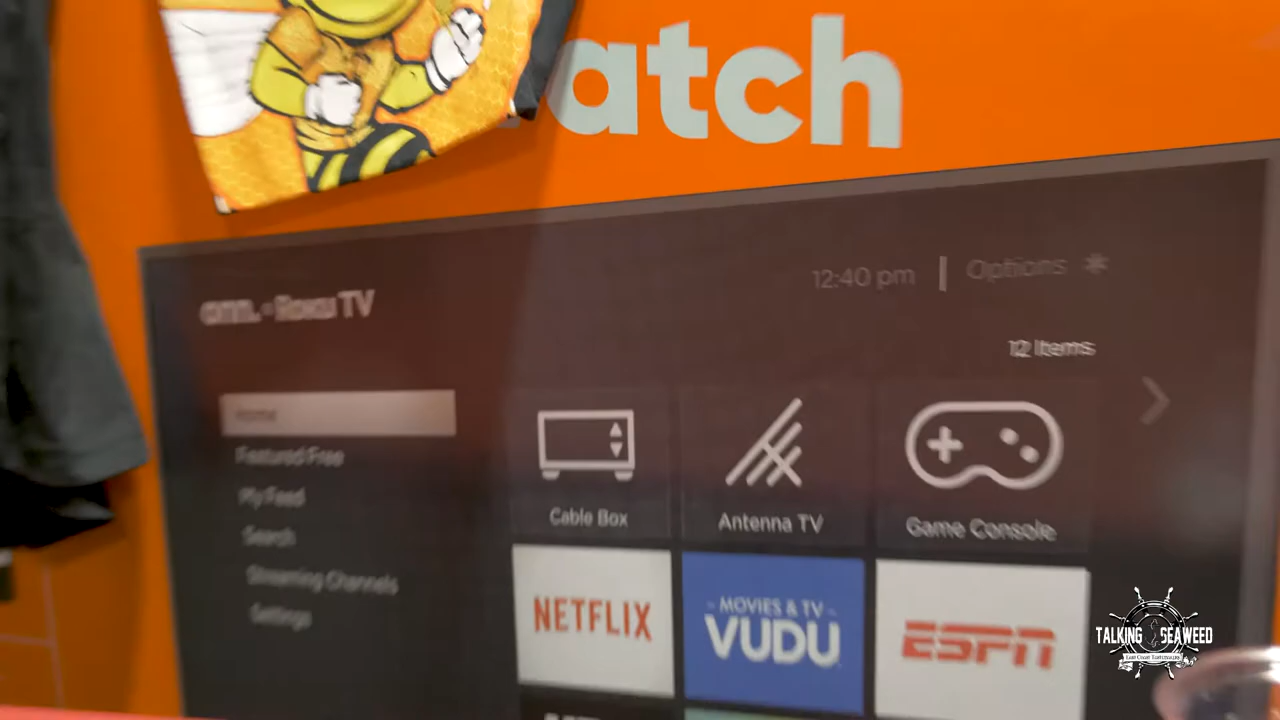 atch
onn. • Roku TV
12:40 pm | Options *
12 Items
Home
Featured Free
My Feed
Search
Streaming Channels
Settings
Cable Box
Antenna TV
Game Console
NETFLIX
MOVIES & TV
VUDU
ESPN
TALKING SEAWEED